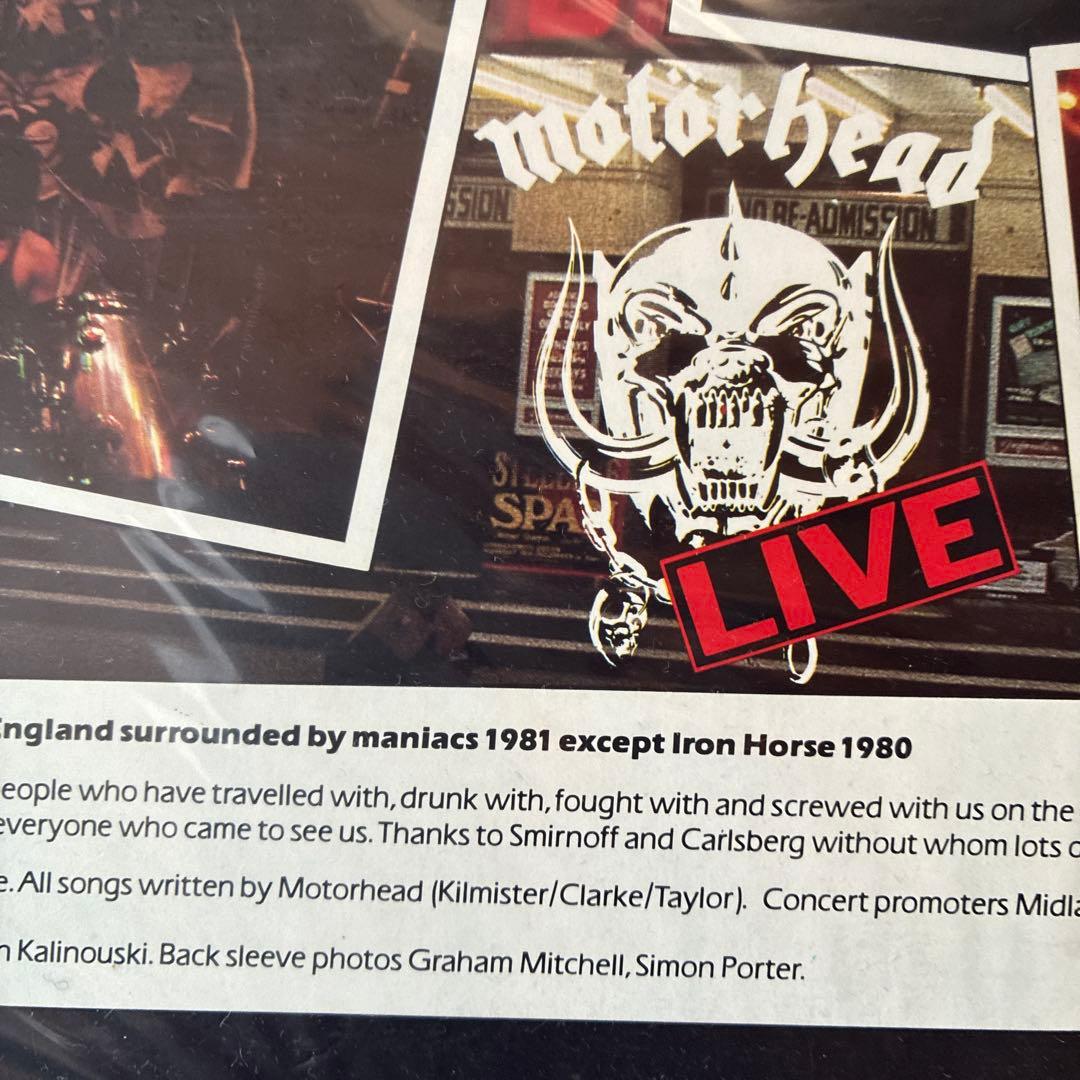 motörhead
SSION
NO RE-ADMISSION
SPAN
LIVE
England surrounded by maniacs 1981 except Iron Horse 1980
eople who have travelled with, drunk with, fought with and screwed with us on the
everyone who came to see us. Thanks to Smirnoff and Carlsberg without whom lots o
e. All songs written by Motorhead (Kilmister/Clarke/Taylor). Concert promoters Midla
n Kalinouski. Back sleeve photos Graham Mitchell, Simon Porter.